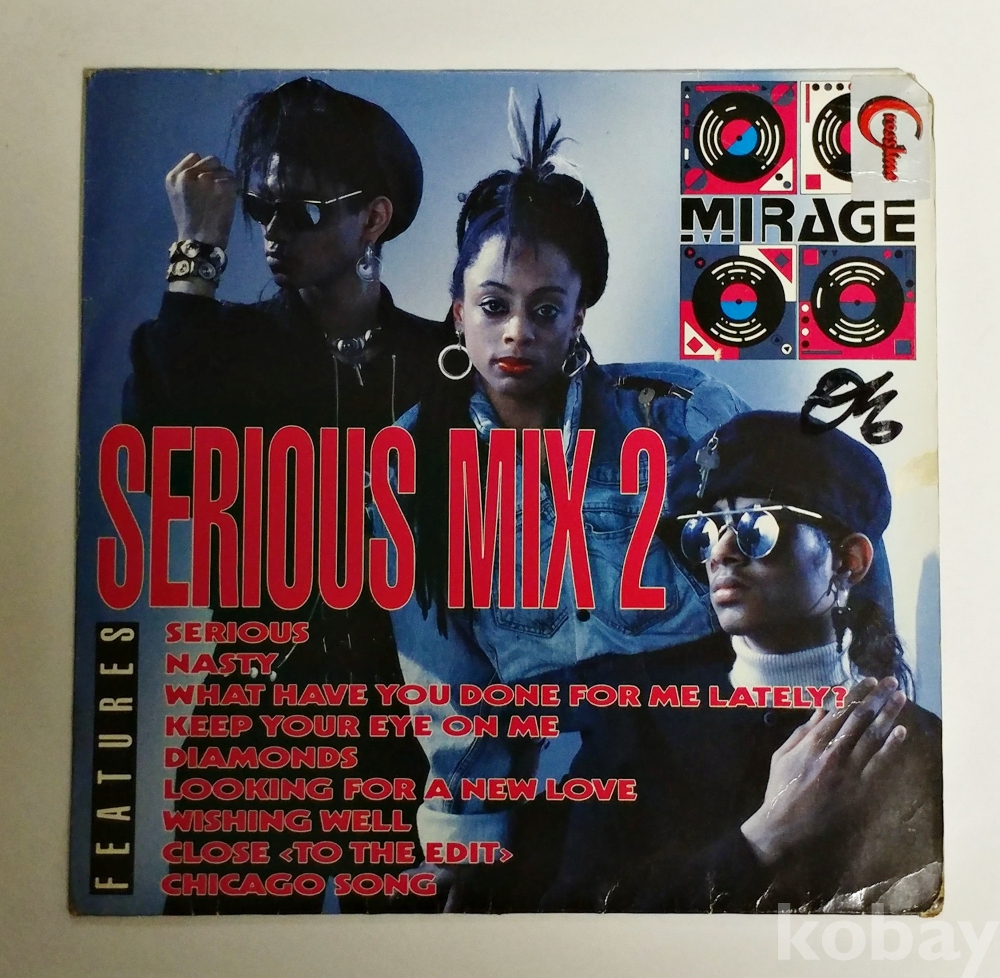 MIRAGE
SERIOUS MIX 2
FEATURES
SERIOUS
NASTY
WHAT HAVE YOU DONE FOR ME LATELY?
KEEP YOUR EYE ON ME
DIAMONDS
LOOKING FOR A NEW LOVE
WISHING WELL
CLOSE <TO THE EDIT>
CHICAGO SONG
kobay